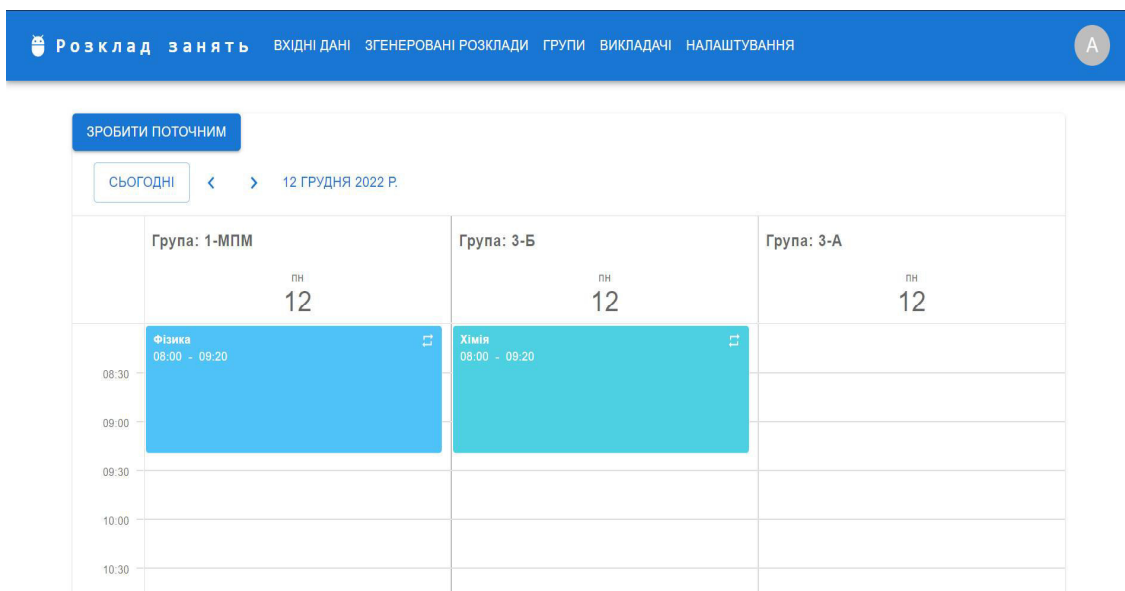 Розклад занять ВХІДНІ ДАНІ ЗГЕНЕРОВАНІ РОЗКЛАДИ ГРУПИ ВИКЛАДАЧІ НАЛАШТУВАННЯ A
ЗРОБИТИ ПОТОЧНИМ
СЬОГОДНІ 12 ГРУДНЯ 2022 Р.
Група: 1-МПМ Група: 3-Б Група: 3-А
пн пн пн
12 12 12
Фізика Хімія
08:00 - 09:20 08:00 - 09:20
08:30
09:00
09:30
10:00
10:30